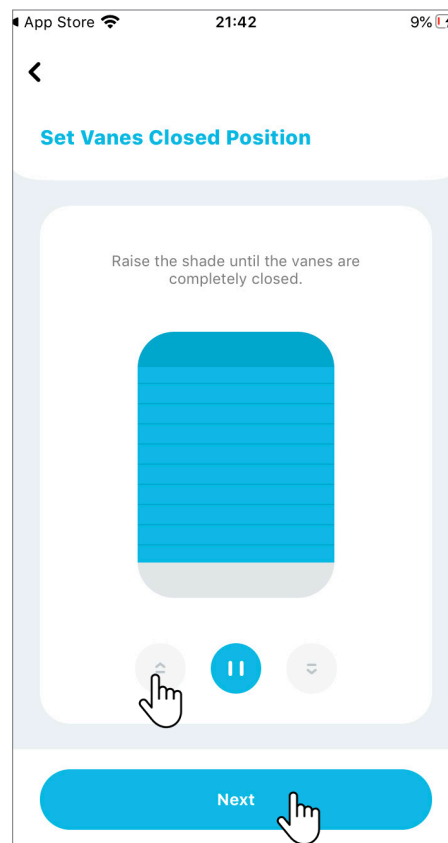 App Store 21:42 9%
Set Vanes Closed Position
Raise the shade until the vanes are
completely closed.
Next